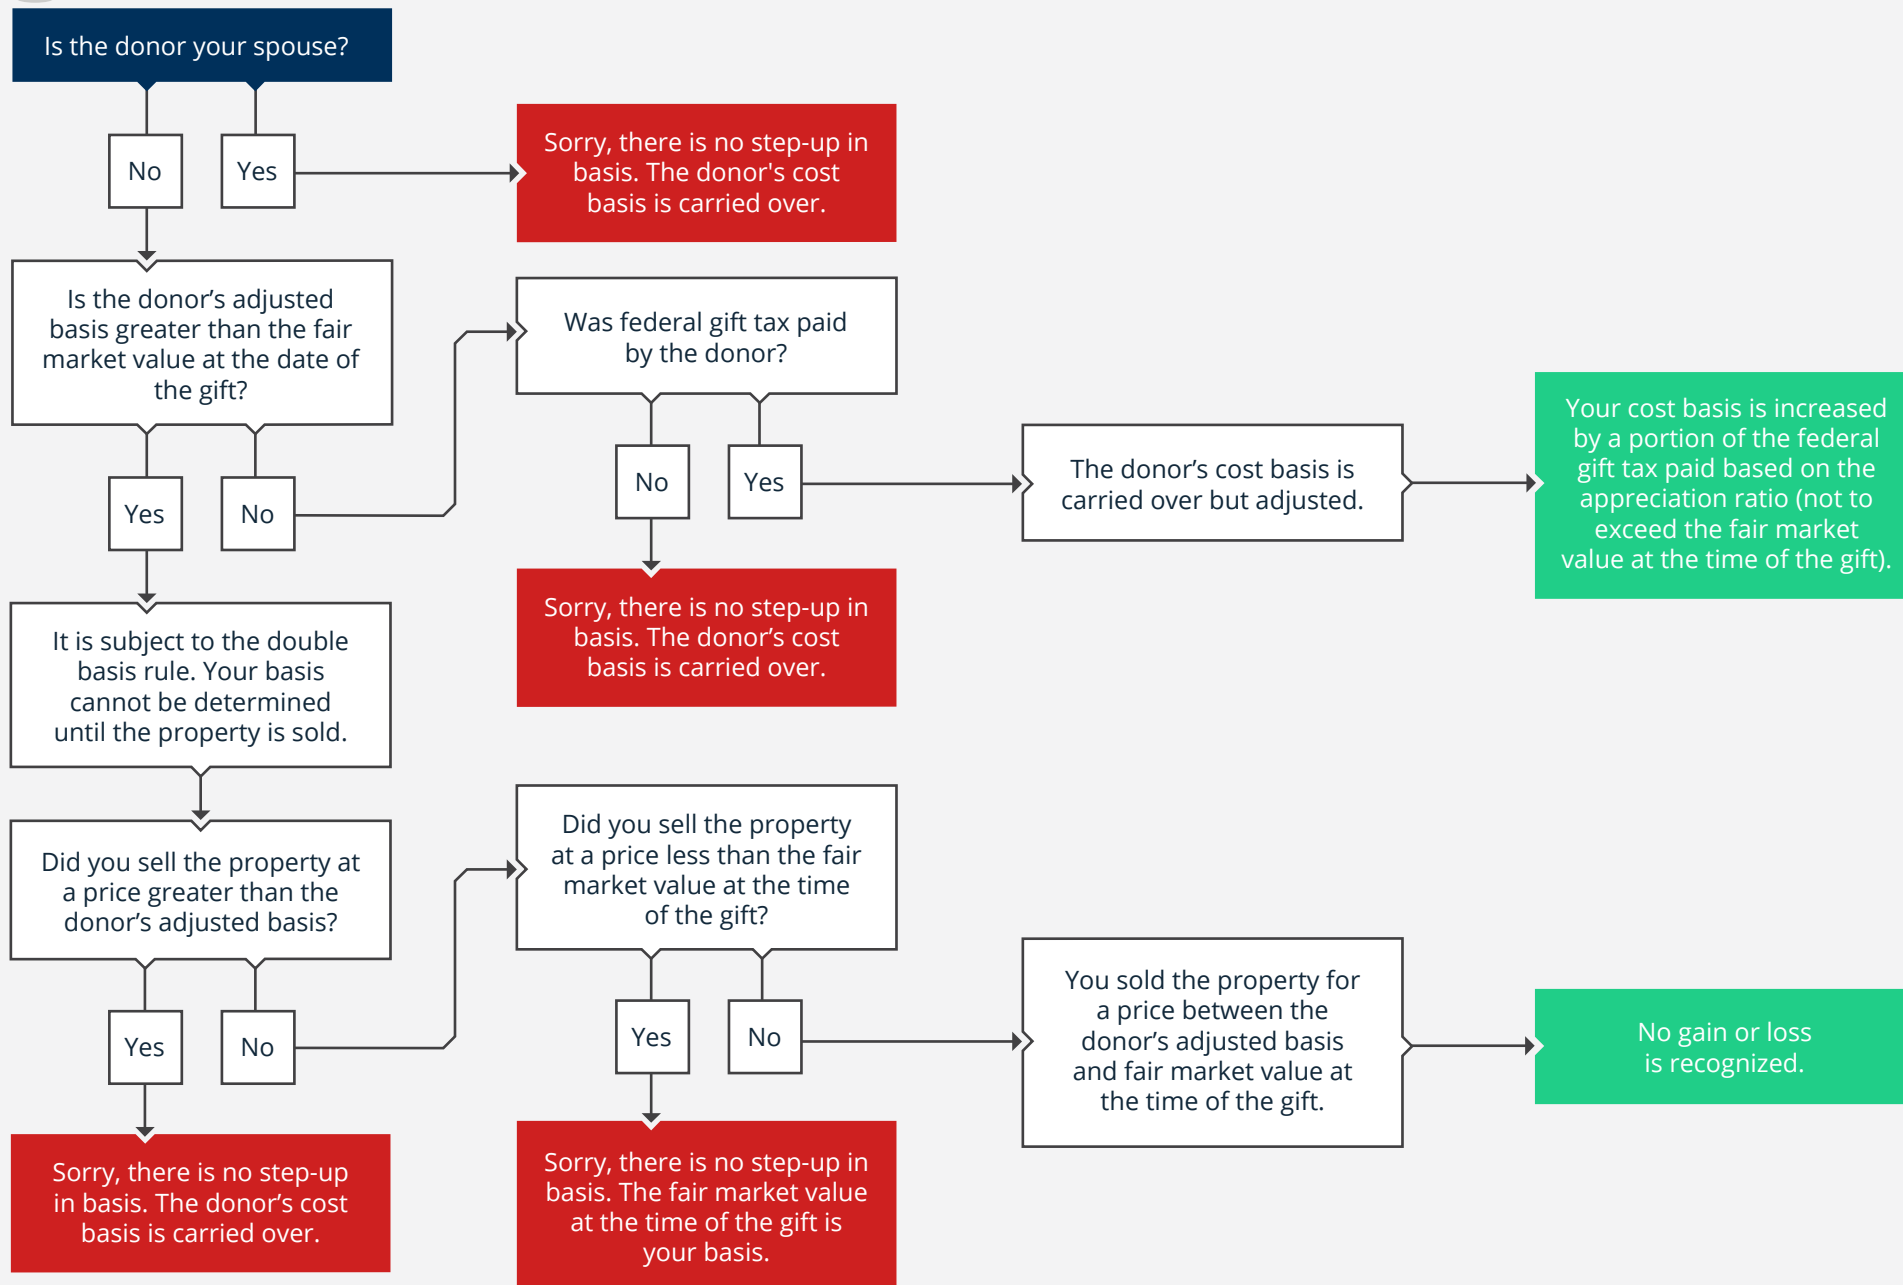 Is the donor your spouse?
No
Yes
Sorry, there is no step-up in
basis. The donor's cost
basis is carried over.
Is the donor’s adjusted
basis greater than the fair
market value at the date of
the gift?
Yes
No
Was federal gift tax paid
by the donor?
No
Yes
The donor’s cost basis is
carried over but adjusted.
Your cost basis is increased
by a portion of the federal
gift tax paid based on the
appreciation ratio (not to
exceed the fair market
value at the time of the gift).
Sorry, there is no step-up in
basis. The donor’s cost
basis is carried over.
It is subject to the double
basis rule. Your basis
cannot be determined
until the property is sold.
Did you sell the property at
a price greater than the
donor’s adjusted basis?
Yes
No
Did you sell the property
at a price less than the fair
market value at the time
of the gift?
Yes
No
You sold the property for
a price between the
donor’s adjusted basis
and fair market value at
the time of the gift.
No gain or loss
is recognized.
Sorry, there is no step-up
in basis. The donor’s cost
basis is carried over.
Sorry, there is no step-up in
basis. The fair market value
at the time of the gift is
your basis.